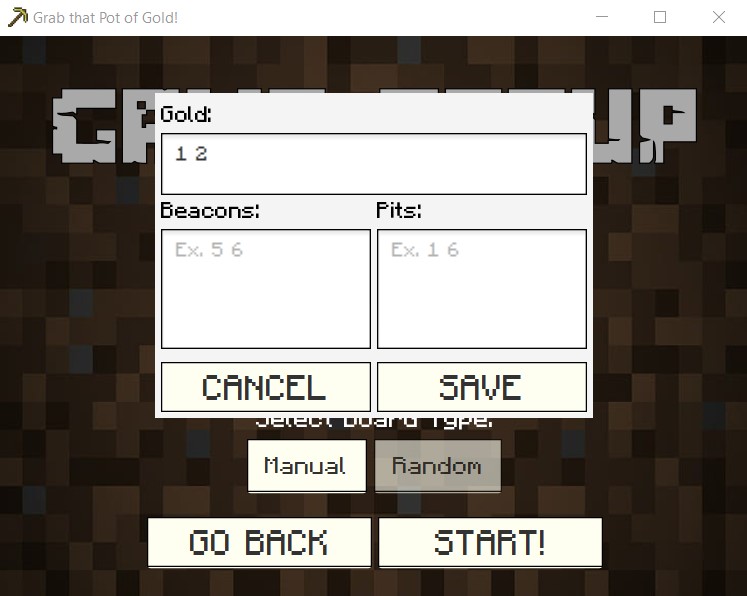 Grab that Pot of Gold!
Gold:
1 2
Beacons: Pits:
Ex. 5 6 Ex. 1 6
CANCEL SAVE
Select Board Type:
Manual Random
GO BACK START!